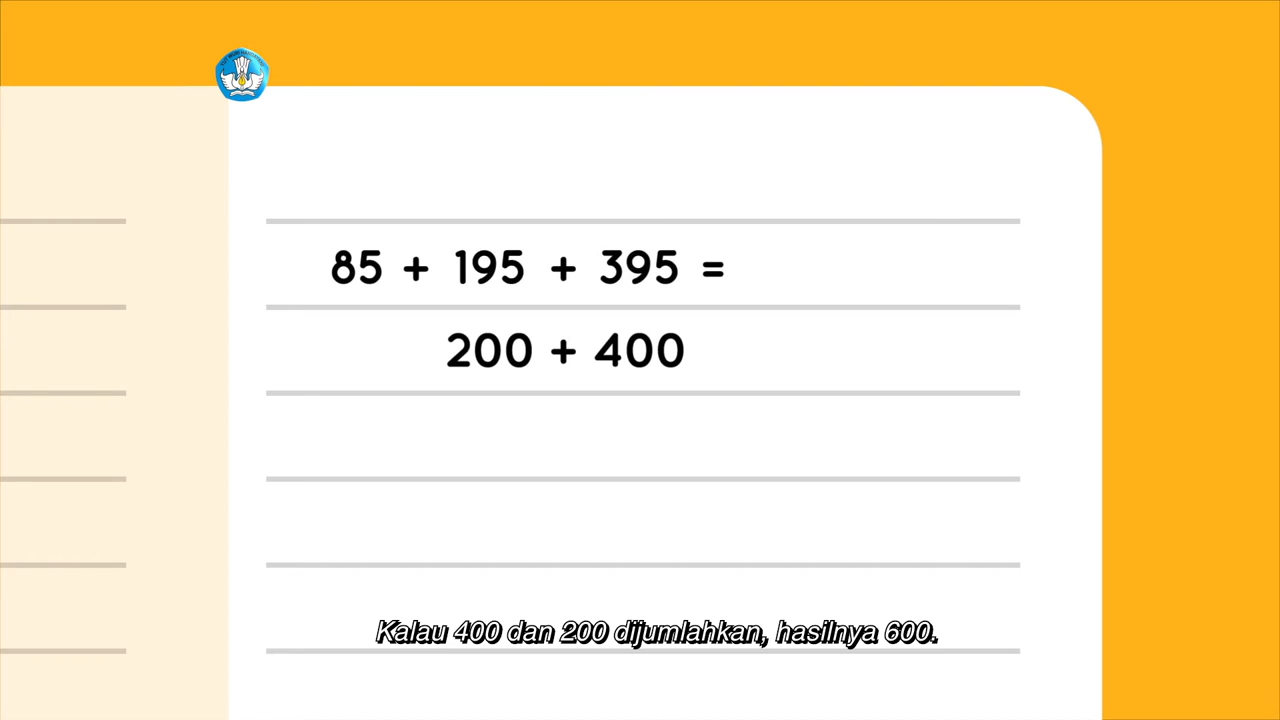 85 + 195 + 395 =
200 + 400
Kalau 400 dan 200 dijumlahkan, hasilnya 600.